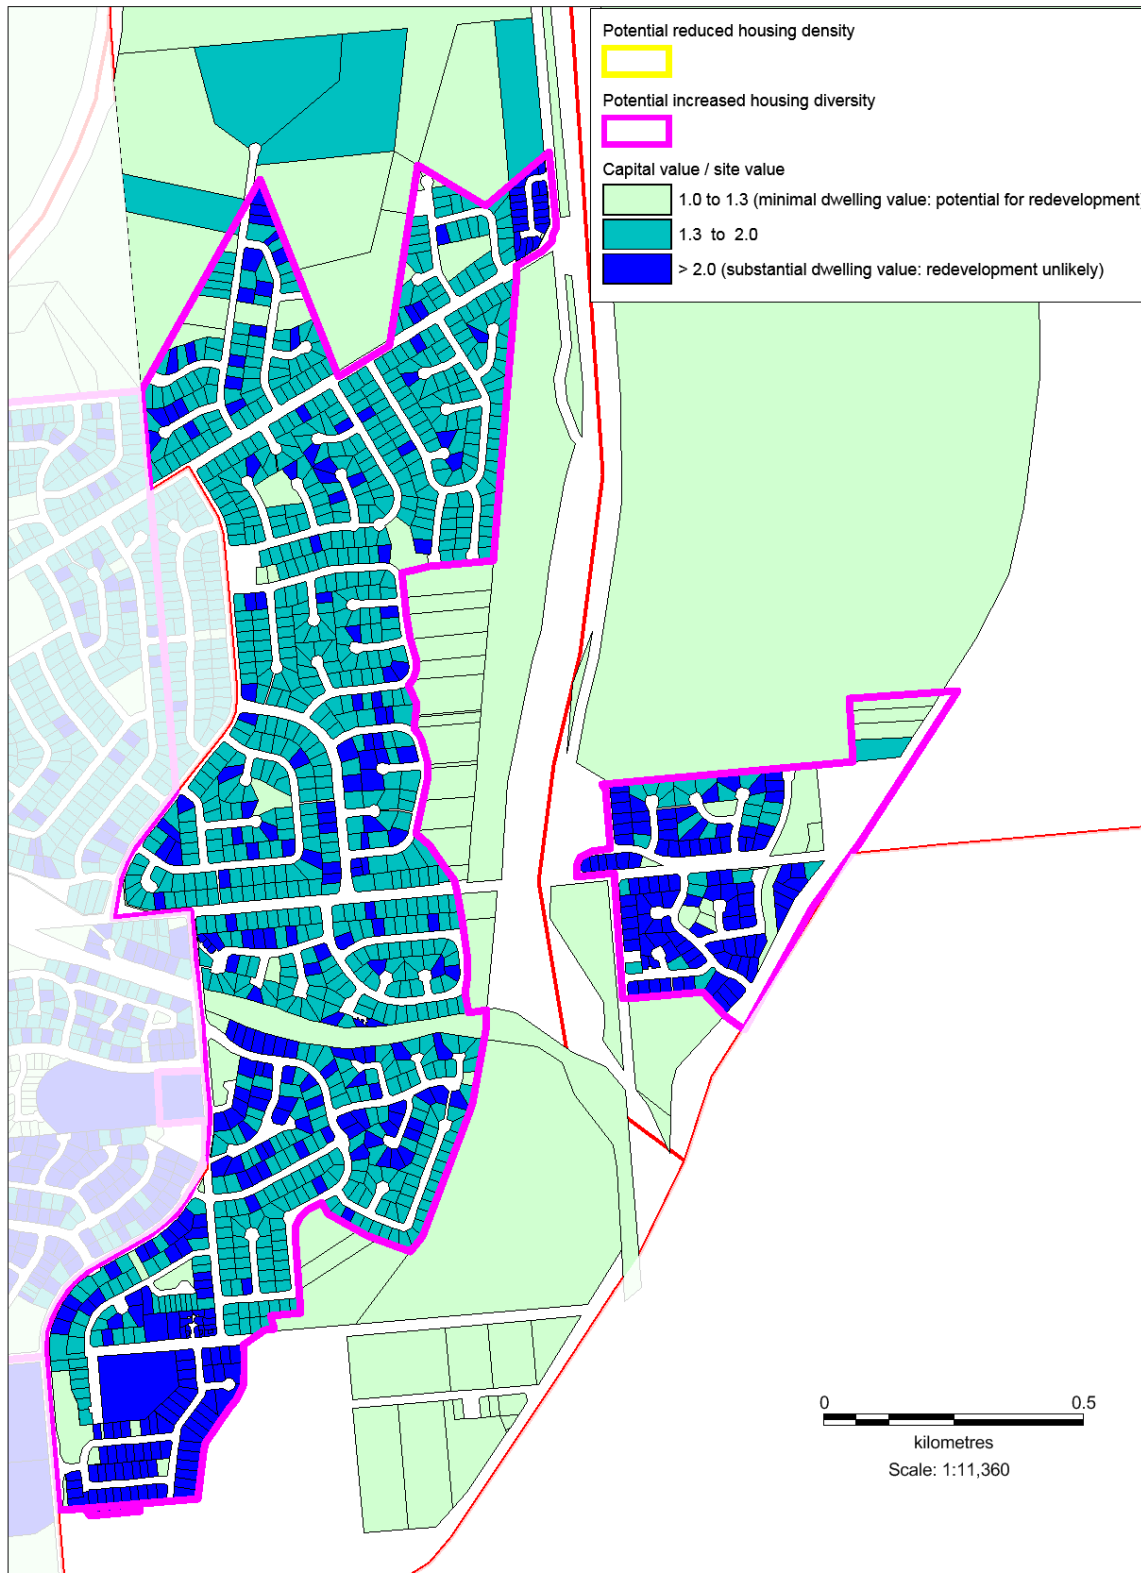 Potential reduced housing density
Potential increased housing diversity
Capital value / site value
1.0 to 1.3 (minimal dwelling value: potential for redevelopment)
1.3 to 2.0
> 2.0 (substantial dwelling value: redevelopment unlikely)
0 0.5
kilometres
Scale: 1:11,360